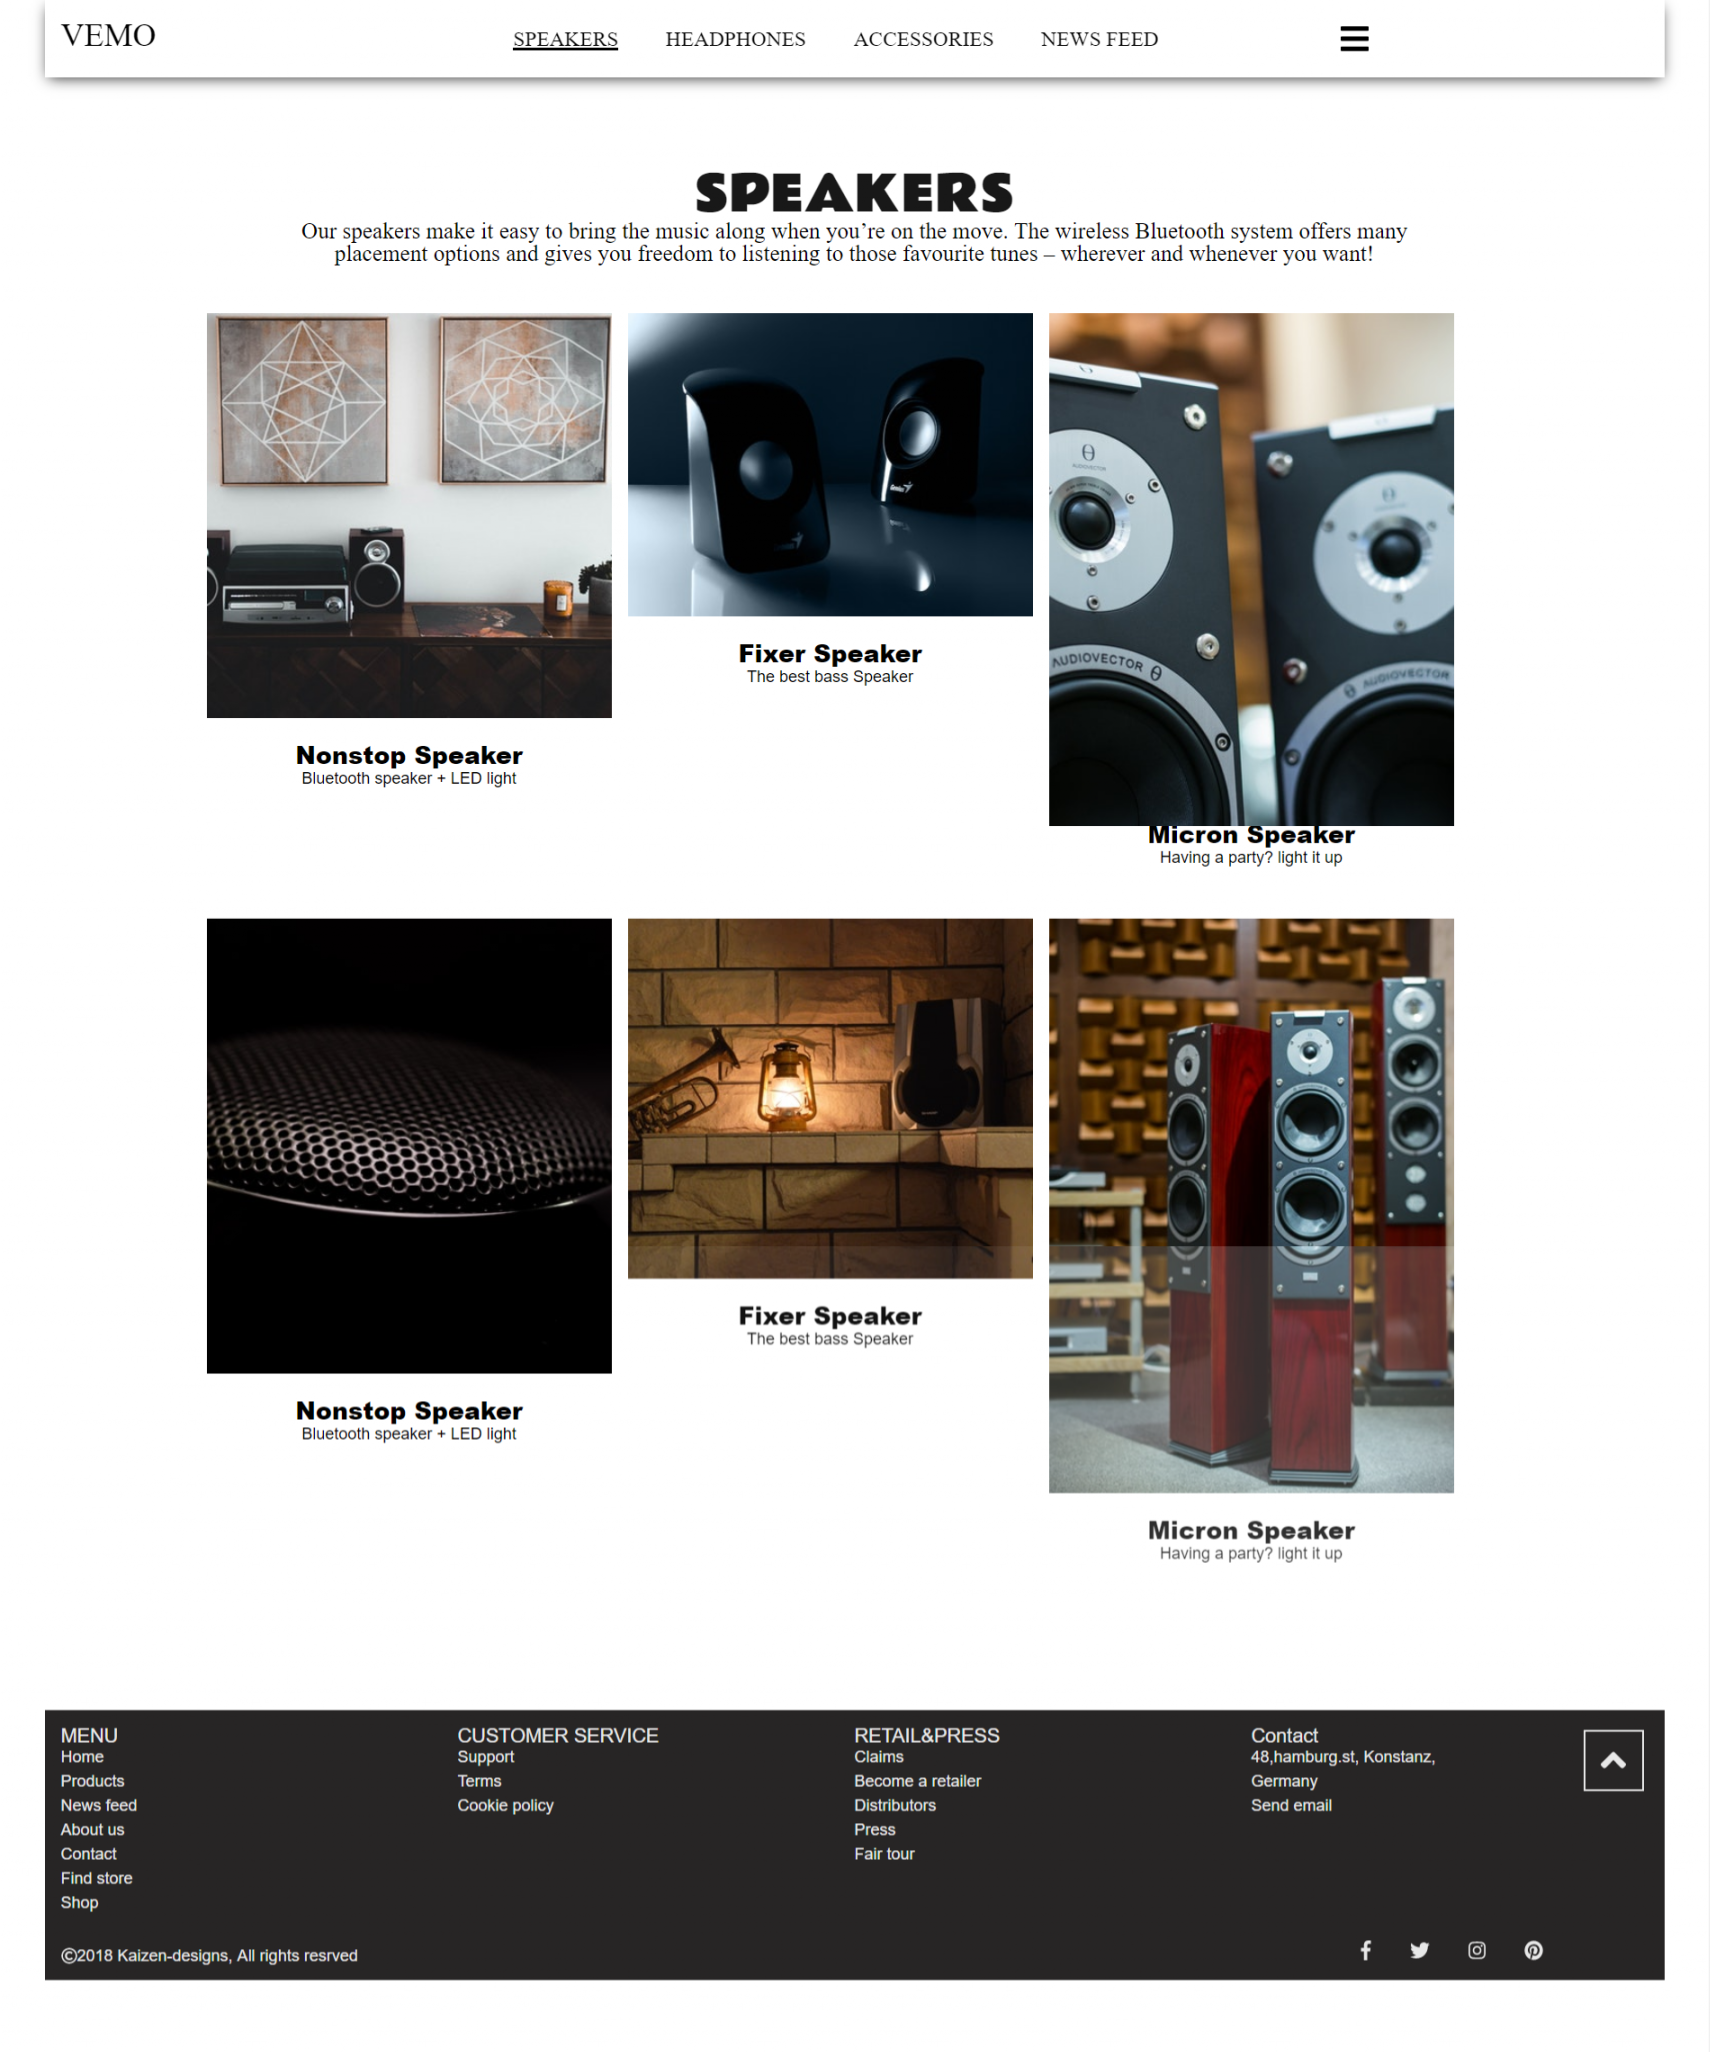 VEMO
SPEAKERS
HEADPHONES
ACCESSORIES
NEWS FEED
SPEAKERS
Our speakers make it easy to bring the music along when you’re on the move. The wireless Bluetooth system offers many
placement options and gives you freedom to listening to those favourite tunes – wherever and whenever you want!
Genius
AUDIOVECTOR
AUDIOVECTOR
AUDIOVECTOR
Nonstop Speaker
Bluetooth speaker + LED light
Fixer Speaker
The best bass Speaker
Micron Speaker
Having a party? light it up
Nonstop Speaker
Bluetooth speaker + LED light
Fixer Speaker
The best bass Speaker
Micron Speaker
Having a party? light it up
MENU
Home
Products
News feed
About us
Contact
Find store
Shop
CUSTOMER SERVICE
Support
Terms
Cookie policy
RETAIL&PRESS
Claims
Become a retailer
Distributors
Press
Fair tour
Contact
48,hamburg.st, Konstanz,
Germany
Send email
©2018 Kaizen-designs, All rights resrved